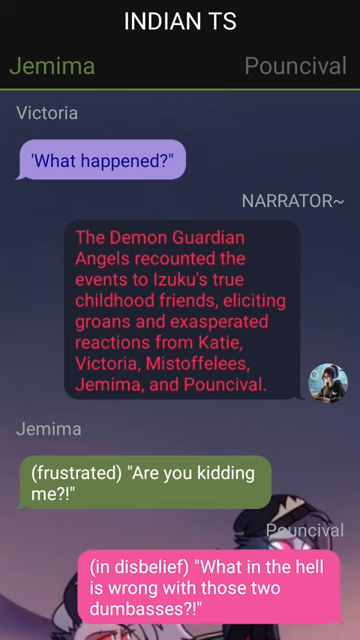 INDIAN TS
Jemima Pouncival
Victoria
'What happened?"
NARRATOR~
The Demon Guardian
Angels recounted the
events to Izuku's true
childhood friends, eliciting
groans and exasperated
reactions from Katie,
Victoria, Mistoffelees,
Jemima, and Pouncival.
Jemima
(frustrated) "Are you kidding
me?!"
Pouncival
(in disbelief) "What in the hell
is wrong with those two
dumbasses?!"